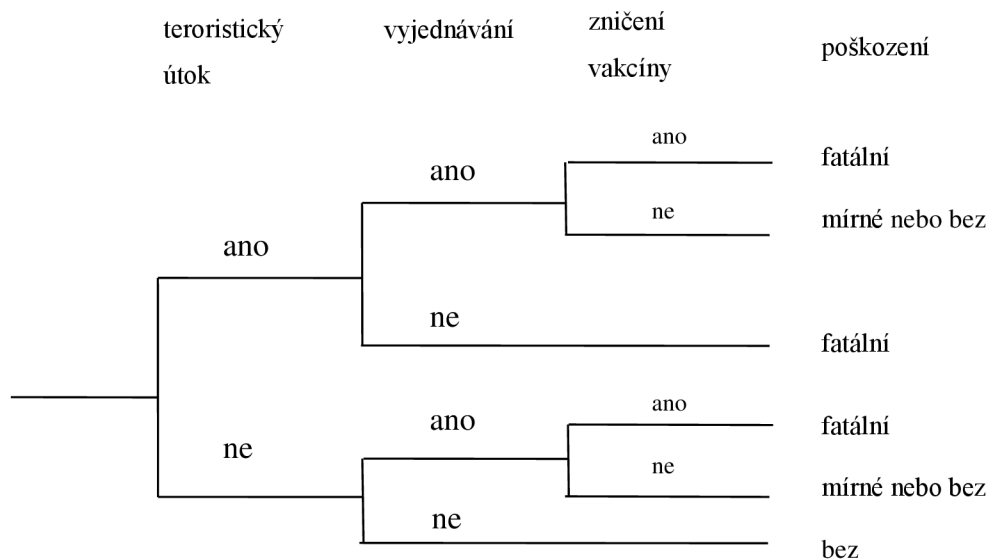 teroristický
útok
vyjednávání
zničení
vakcíny
poškození
ano
fatální
ano
ne
mírné nebo bez
ano
ne
fatální
ano
fatální
ano
ne
ne
mírné nebo bez
ne
bez